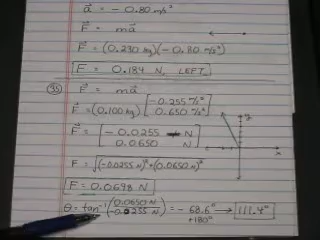 a⃗ = - 0.80 m/s²
F⃗ = ma⃗
F⃗ = (0.230 kg)(-0.80 m/s²)
F⃗ = 0.184 N, LEFT.
35 F⃗ = ma⃗
F⃗ = (0.100 kg) [-0.255 m/s² 0.650 m/s²]
F⃗ = [-0.0255 N 0.0650 N]
F = √(-0.0255 N)² + (0.0650 N)²
F = 0.0698 N
θ = tan⁻¹ (0.0650 N / -0.0255 N) = -68.6° → 111.4°
+180°
y
x